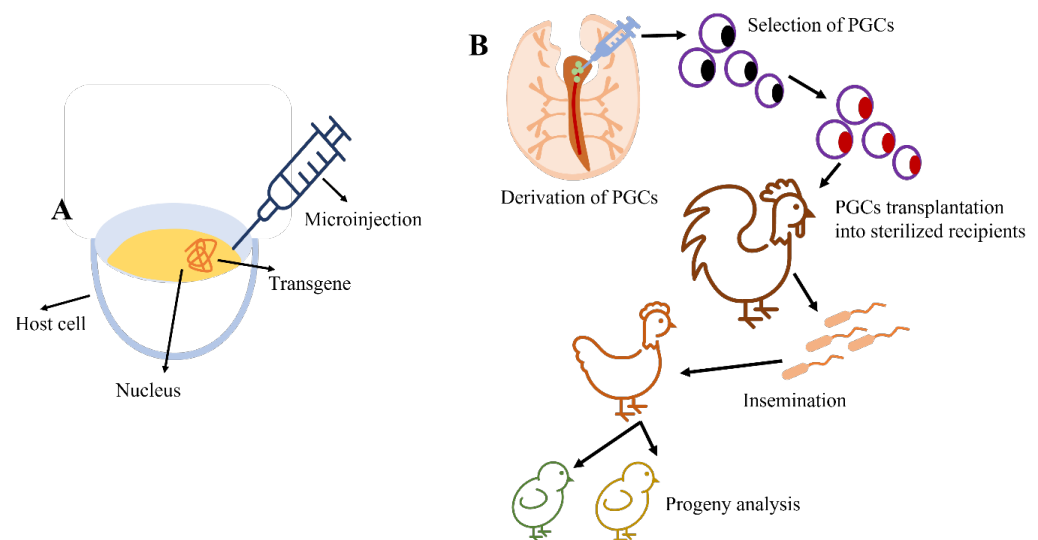 A
Microinjection
Transgene
Host cell
Nucleus
B
Selection of PGCs
Derivation of PGCs
PGCs transplantation
into sterilized recipients
Insemination
Progeny analysis